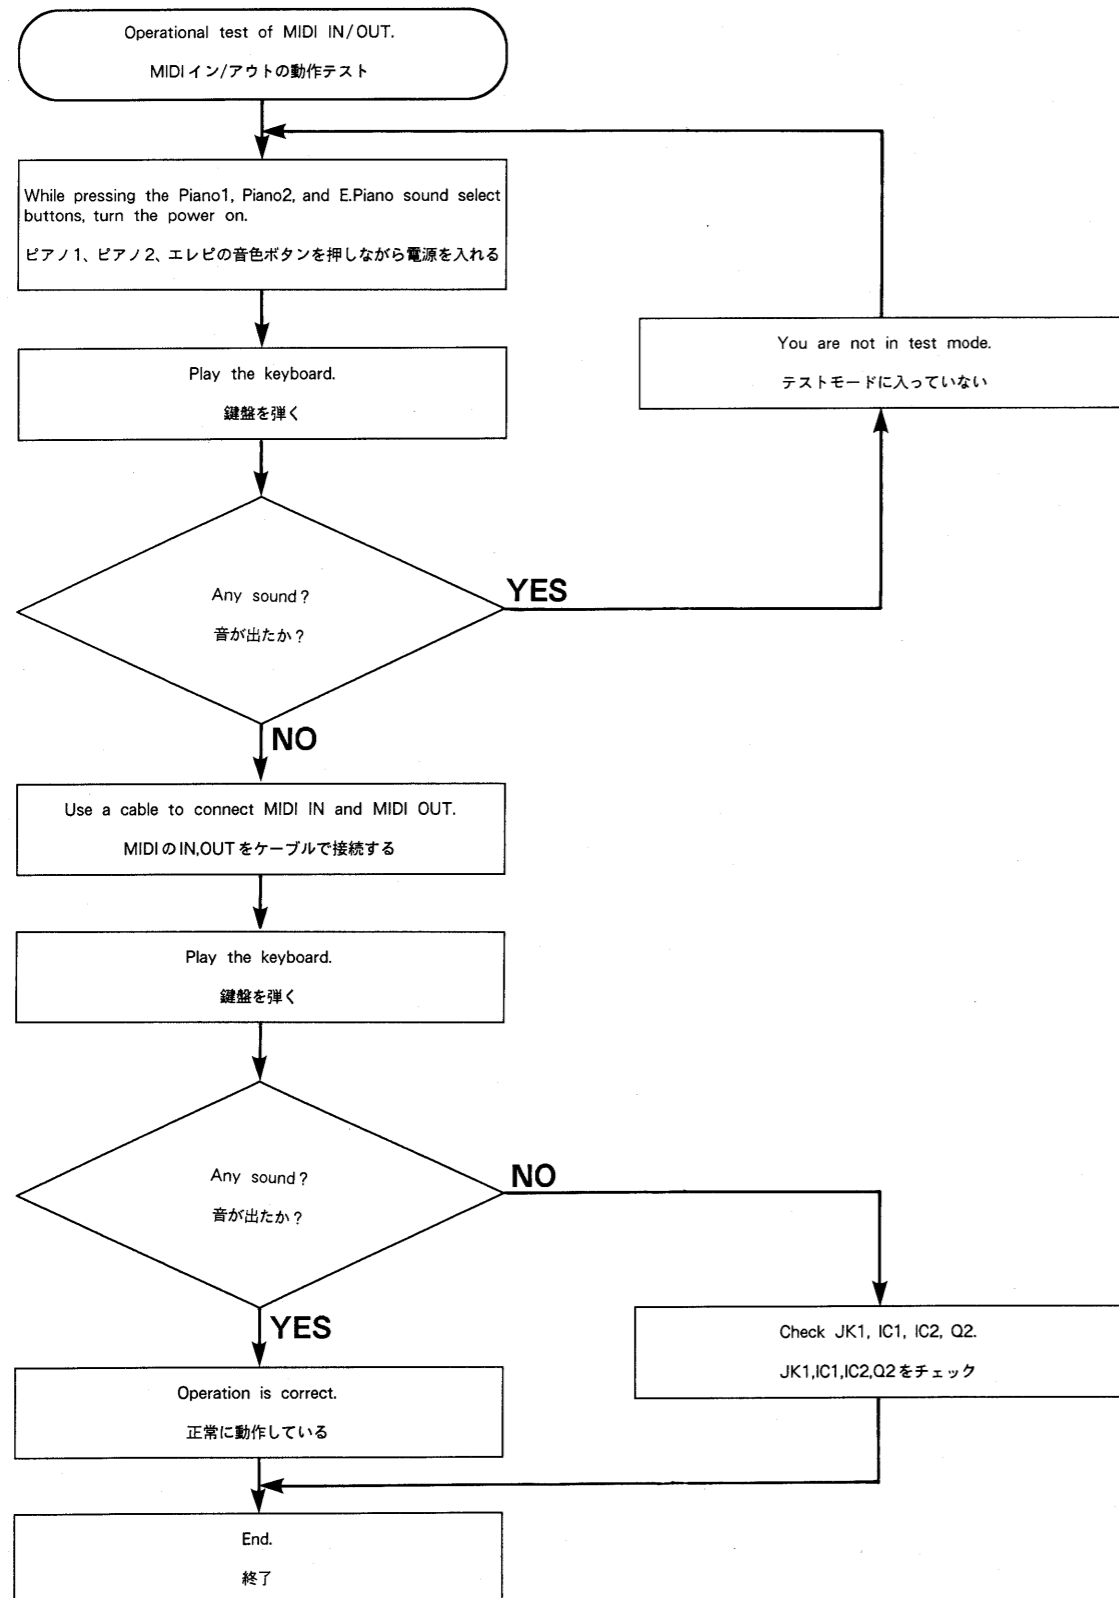 Operational test of MIDI IN/OUT.
MIDIイン/アウトの動作テスト
While pressing the Piano1, Piano2, and E.Piano sound select
buttons, turn the power on.
ピアノ1、ピアノ2、エレピの音色ボタンを押しながら電源を入れる
You are not in test mode.
テストモードに入っていない
Play the keyboard.
鍵盤を弾く
Any sound?
音が出たか?
YES
NO
Use a cable to connect MIDI IN and MIDI OUT.
MIDIのIN,OUTをケーブルで接続する
Play the keyboard.
鍵盤を弾く
Any sound?
音が出たか?
NO
YES
Check JK1, IC1, IC2, Q2.
JK1,IC1,IC2,Q2をチェック
Operation is correct.
正常に動作している
End.
終了